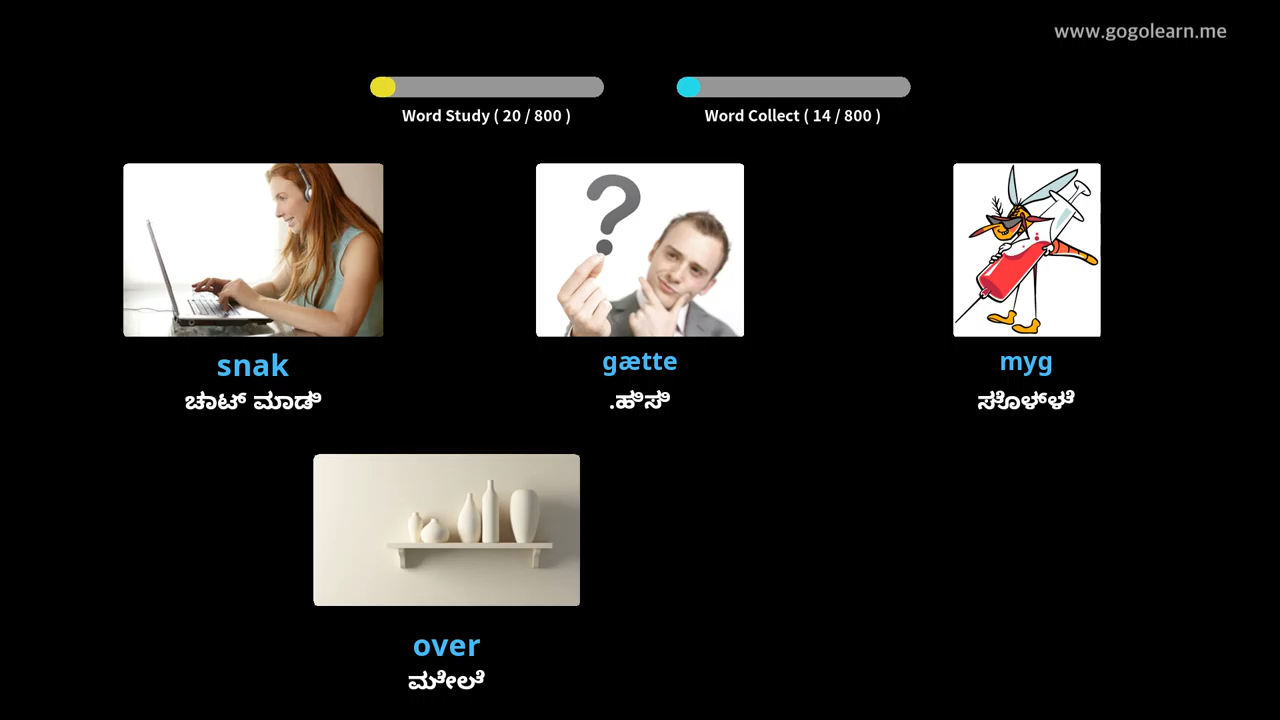 www.gogolearn.me
Word Study ( 20 / 800 )
Word Collect ( 14 / 800 )
snak
ಚಾಟ್ ಮಾಡಿ
gætte
.ಹಿಸಿ
myg
ಸೊಳ್ಳೆ
over
ಮೇಲೆ